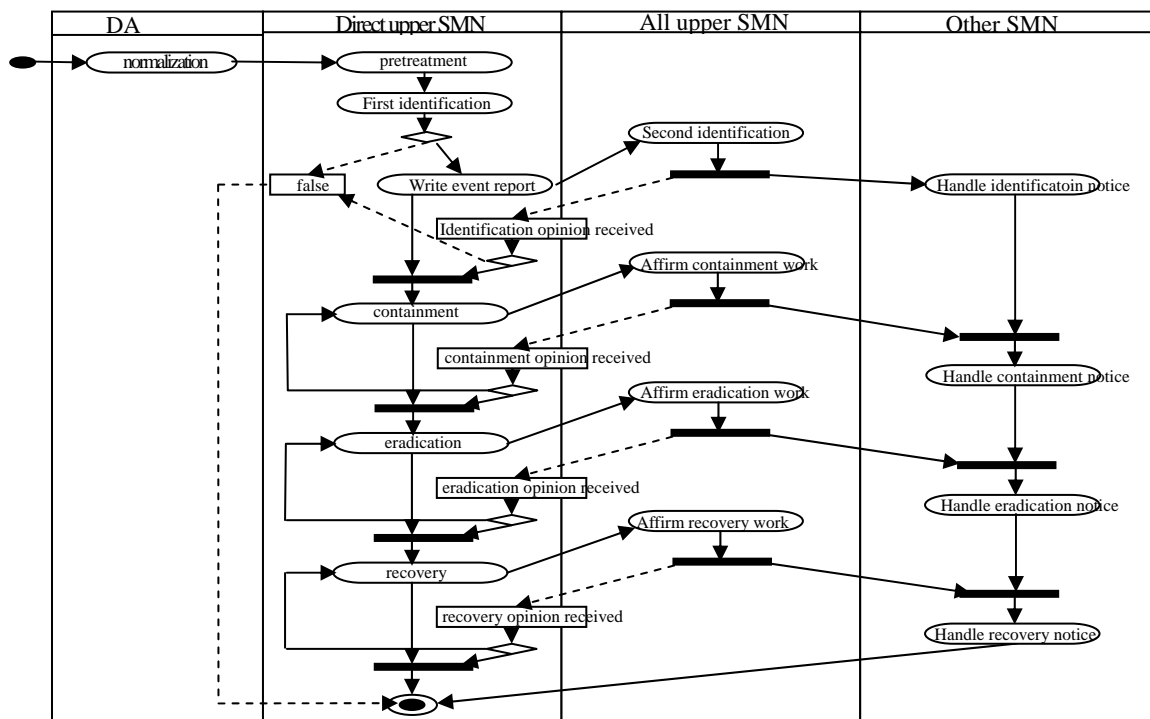 DA
Direct upper SMN
All upper SMN
Other SMN
normalization
pretreatment
First identification
Second identification
false
Write event report
Handle identificatoin notice
Identification opinion received
Affirm containment work
containment
containment opinion received
Handle containment notice
Affirm eradication work
eradication
eradication opinion received
Handle eradication notice
Affirm recovery work
recovery
recovery opinion received
Handle recovery notice